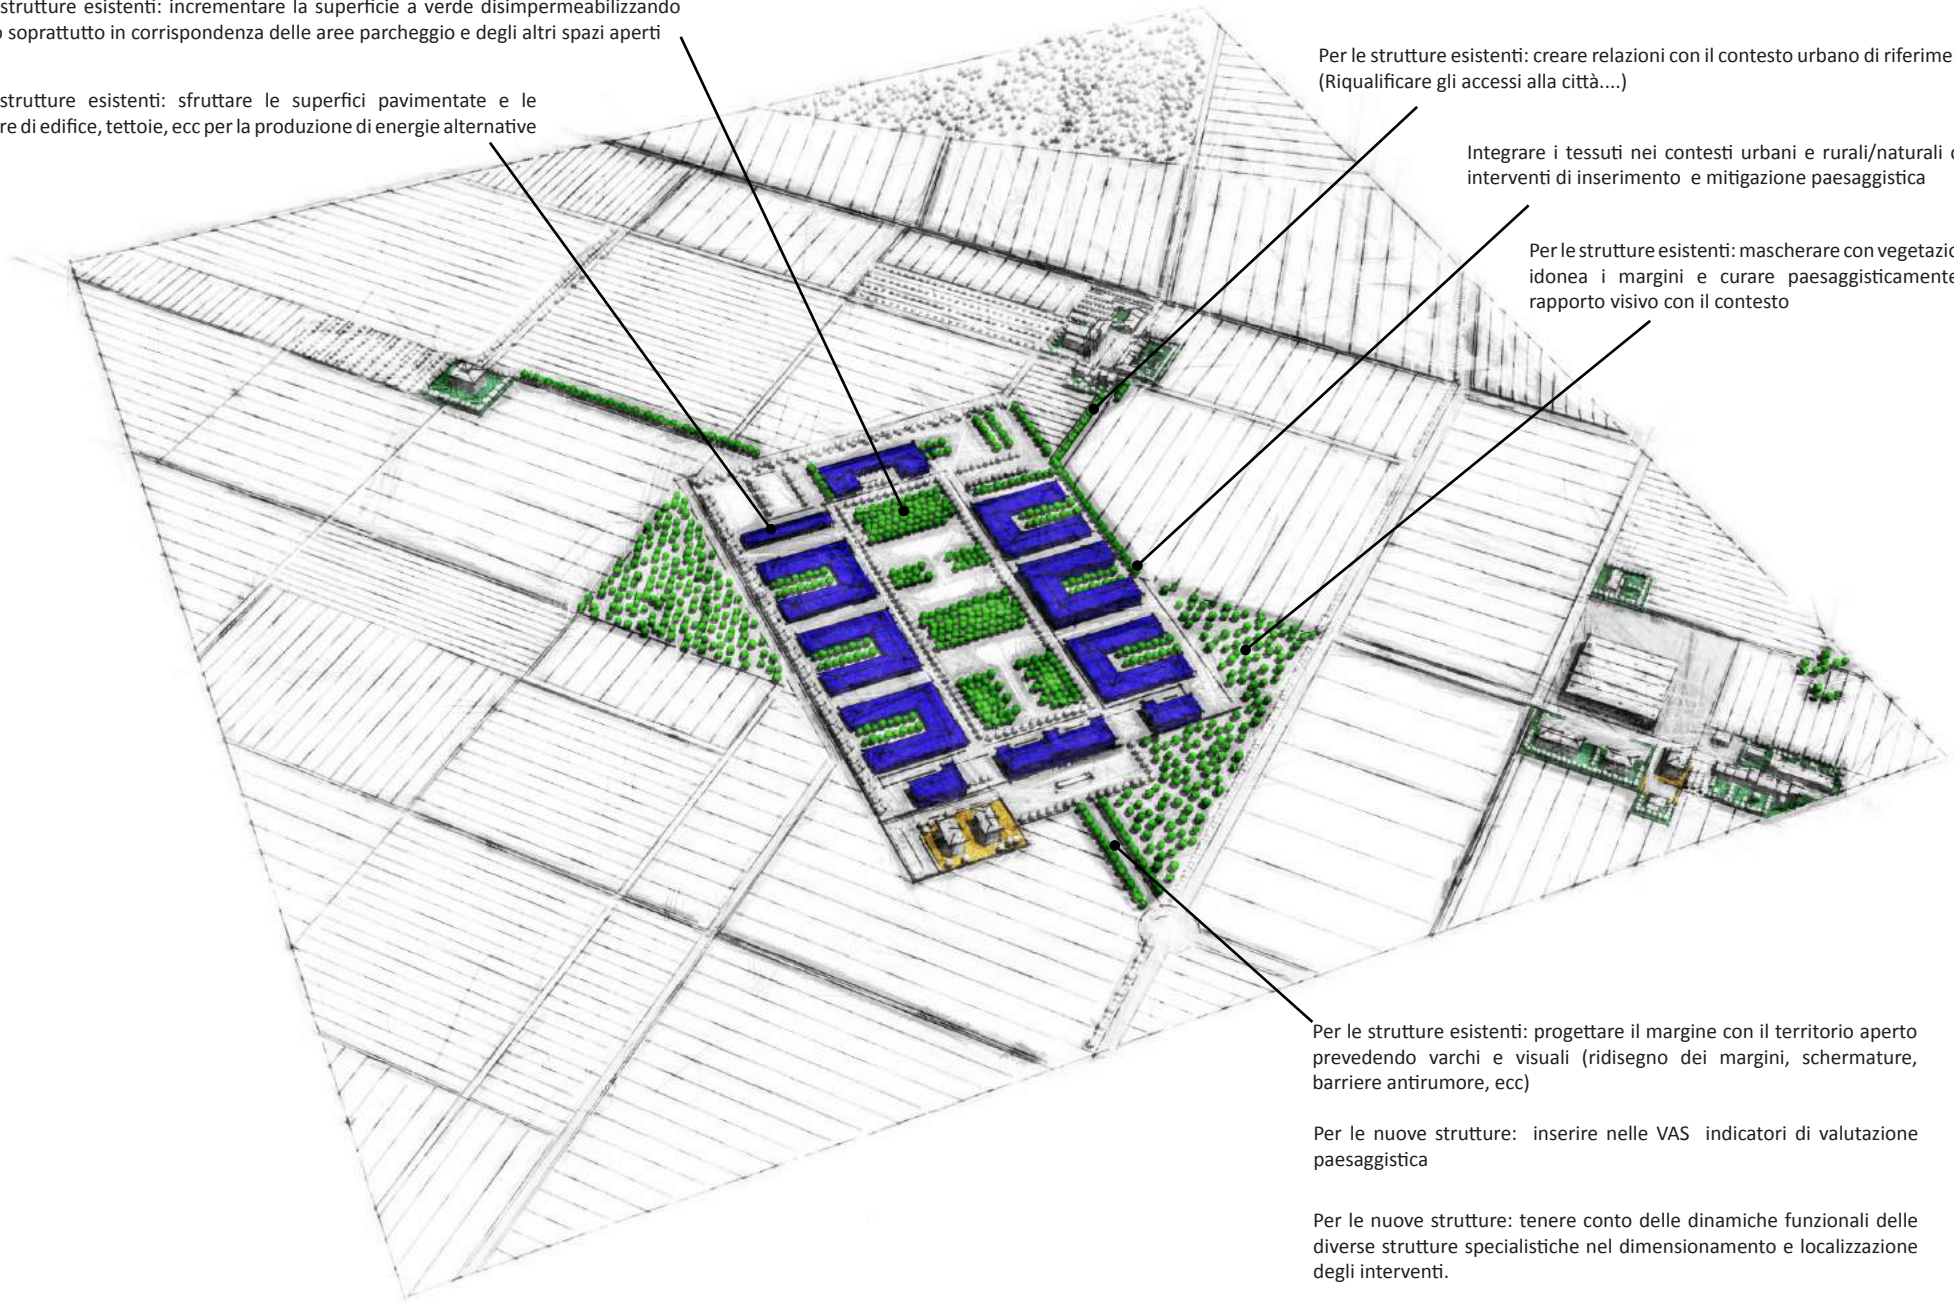 strutture esistenti: incrementare la superficie a verde disimpermeabilizzando
soprattutto in corrispondenza delle aree parcheggio e degli altri spazi aperti
strutture esistenti: sfruttare le superfici pavimentate e le
re di edifice, tettoie, ecc per la produzione di energie alternative
Per le strutture esistenti: creare relazioni con il contesto urbano di riferime
(Riqualificare gli accessi alla città....)
Integrare i tessuti nei contesti urbani e rurali/naturali
interventi di inserimento e mitigazione paesaggistica
Per le strutture esistenti: mascherare con vegetazio
idonea i margini e curare paesaggisticamente
rapporto visivo con il contesto
Per le strutture esistenti: progettare il margine con il territorio aperto
prevedendo varchi e visuali (ridisegno dei margini, schermature,
barriere antirumore, ecc)
Per le nuove strutture: inserire nelle VAS indicatori di valutazione
paesaggistica
Per le nuove strutture: tenere conto delle dinamiche funzionali delle
diverse strutture specialistiche nel dimensionamento e localizzazione
degli interventi.